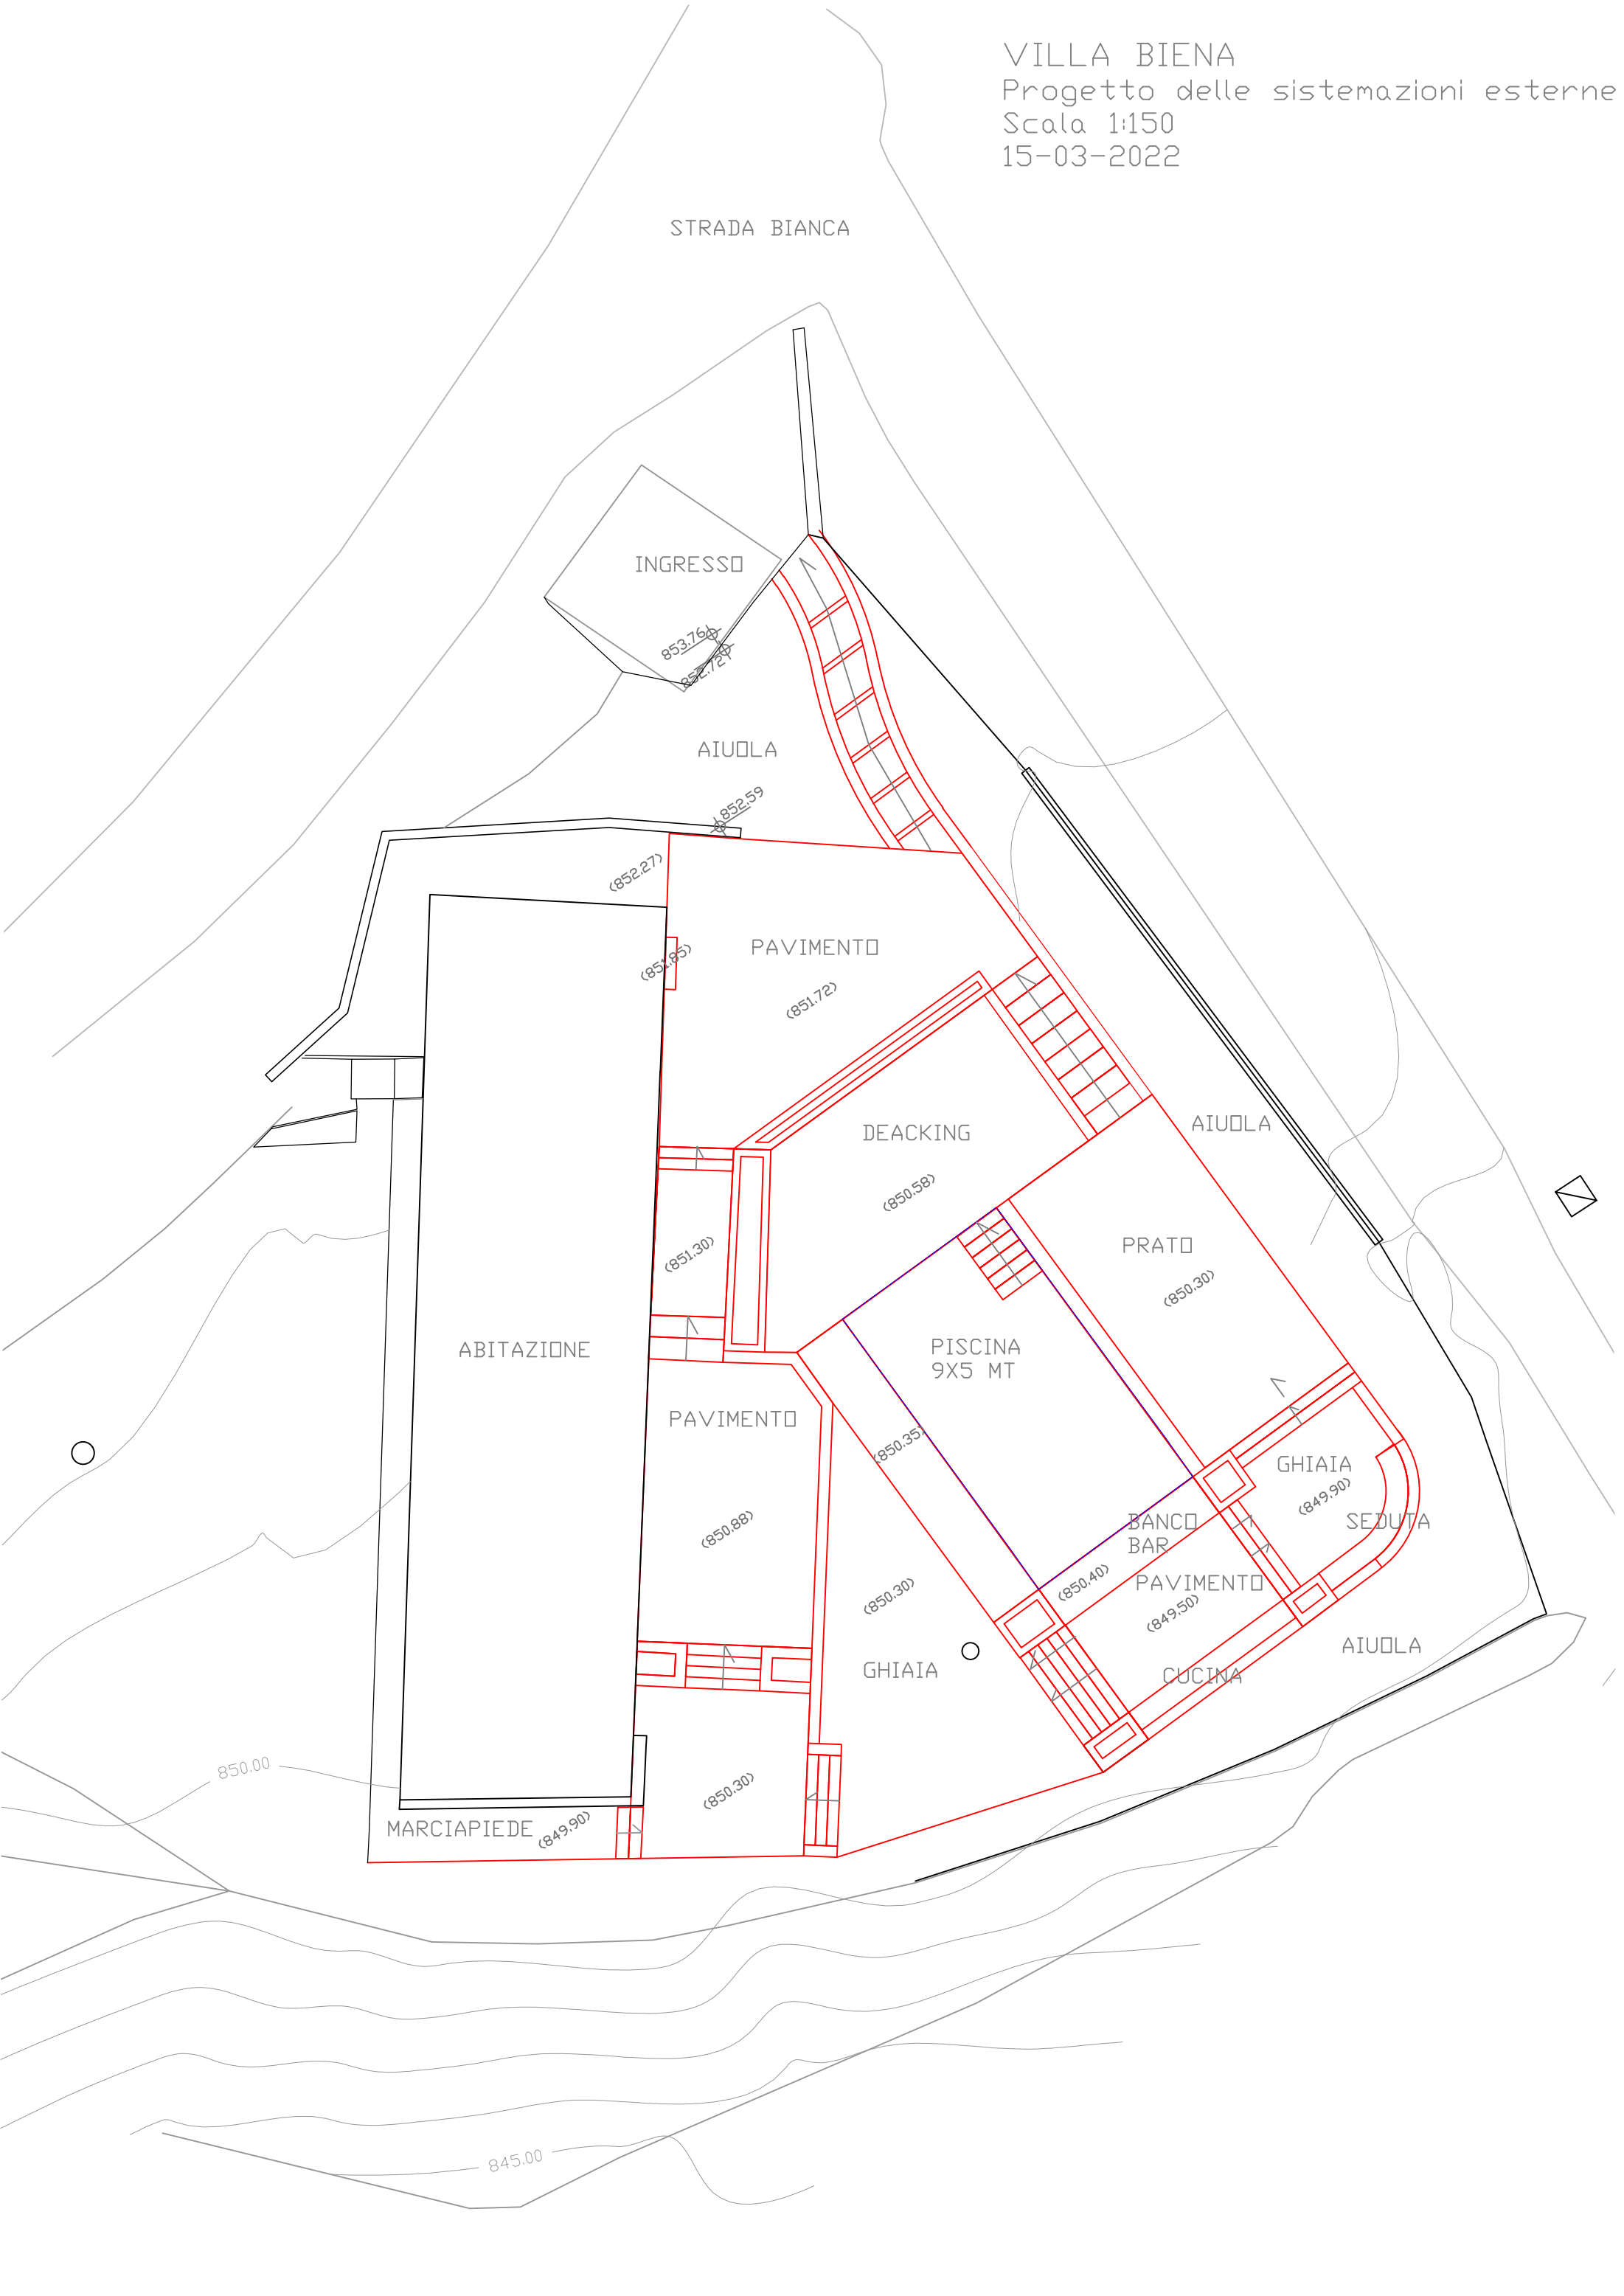 VILLA BIENA
Progetto delle sistemazioni esterne
Scala 1:150
15-03-2022
STRADA BIANCA
INGRESSO
853.76
852.72
AIUOLA
852.59
(852.27)
PAVIMENTO
(851.85)
(851.72)
DEACKING
AIUOLA
(850.58)
PRATO
(851.30)
(850.30)
ABITAZIONE
PISCINA
9X5 MT
PAVIMENTO
(850.35)
GHIAIA
(849.90)
(850.88)
BANCO
BAR
SEDUTA
(850.40)
PAVIMENTO
(850.30)
(849.50)
AIUOLA
GHIAIA
CUCINA
850.00
(850.30)
MARCIAPIEDE
(849.90)
845.00